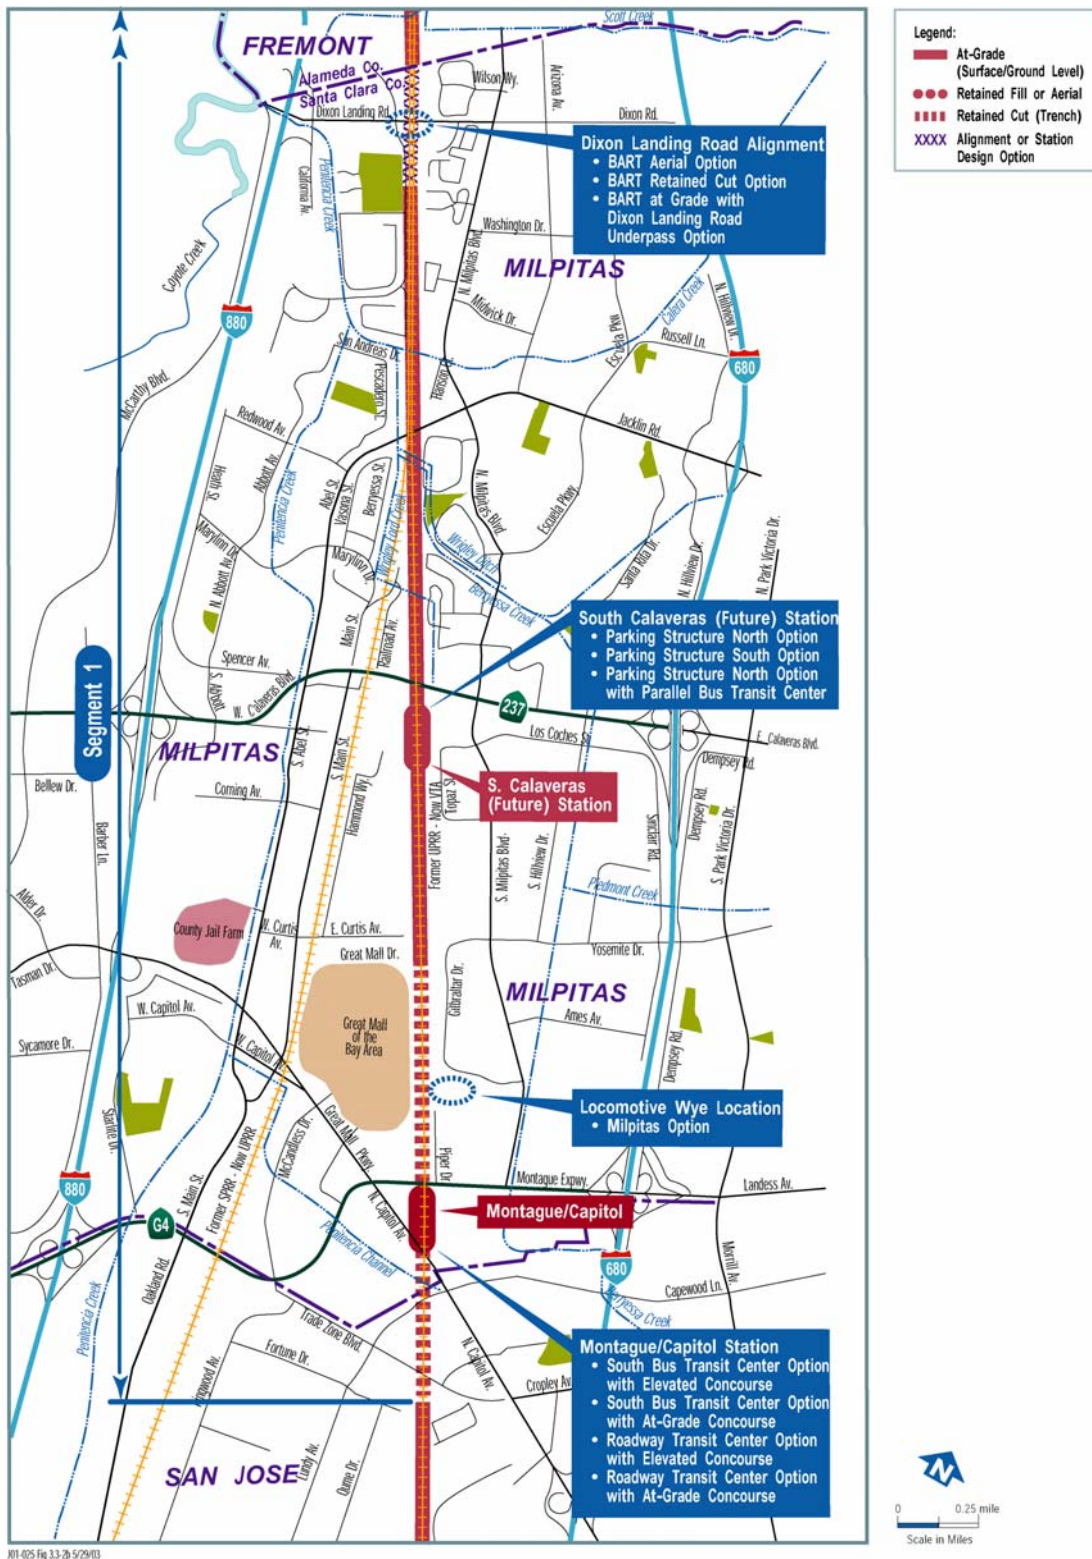 FREMONT
Alameda Co.
Santa Clara Co.
Scott Creek
Wilson Wy.
Arizona Av.
Dixon Landing Rd.
Dixon Rd.
Legend:
At-Grade
(Surface/Ground Level)
Retained Fill or Aerial
Retained Cut (Trench)
XXXX Alignment or Station
Design Option
Dixon Landing Road Alignment
• BART Aerial Option
• BART Retained Cut Option
• BART at Grade with
Dixon Landing Road
Underpass Option
California Av.
Penitencia Creek
Washington Dr.
N. Milpitas Blvd.
MILPITAS
Coyote Creek
Calera Creek
N. Hillview Dr.
Midwick Dr.
880
Escuela Pkw.
Russell Ln.
680
San Andreas Dr.
Hanson
McCarthy Blvd.
Redwood Av.
Jacklin Rd.
Abbott Av.
Heath St.
Penitencia Creek
Abel St.
Vasona St.
Berryessa St.
N. Milpitas Blvd
Escuela Pkwy.
Wrigley Ford Creek
Wrigley Ditch
Berryessa Creek
Marylinn Dr.
Marylinn Dr.
N. Abbott Av.
Santa Rita Dr.
N. Hillview Dr.
N. Park Victoria Dr.
Main St.
Railroad Av.
Spencer Av.
S. Abbott
W. Calaveras Blvd.
South Calaveras (Future) Station
• Parking Structure North Option
• Parking Structure South Option
• Parking Structure North Option
with Parallel Bus Transit Center
Segment 1
237
MILPITAS
S. Abel St.
S. Main St.
Los Coches St.
E. Calaveras Blvd.
Dempsey Rd.
Bellew Dr.
Corning Av.
Hammond Wy.
Former UPRR - Now VTA
Topaz St.
S. Calaveras
(Future) Station
Barber Ln.
S. Milpitas Blvd.
S. Hillview Dr.
Sinclair Rd.
Dempsey Rd.
S. Park Victoria Dr.
Piedmont Creek
Alder Dr.
County Jail Farm
W. Curtis
Av.
E. Curtis Av.
Great Mall Dr.
Yosemite Dr.
Tasman Dr.
Gilbraltar Dr.
MILPITAS
W. Capitol Av.
Ames Av.
Great Mall
of the
Bay Area
Sycamore Dr.
W. Capitol
Dempsey Rd.
Locomotive Wye Location
• Milpitas Option
Starlite Dr.
McCandless Dr.
Great Mall Pkwy.
Piper Dr.
Former SPRR - Now UPRR
880
S. Main St.
N. Capitol Av.
Montague Expwy.
Landess Av.
Montague/Capitol
G4
Penitencia Channel
680
Morrill Av.
Capewood Ln.
Oakland Rd.
Penitencia Creek
Berryessa Creek
Trade Zone Blvd.
Fortune Dr.
N. Capitol Av.
Cropley Av.
Montague/Capitol Station
• South Bus Transit Center Option
with Elevated Concourse
• South Bus Transit Center Option
with At-Grade Concourse
• Roadway Transit Center Option
with Elevated Concourse
• Roadway Transit Center Option
with At-Grade Concourse
SAN JOSE
Lundy Av.
Oume Dr.
N
0 0.25 mile
Scale in Miles
J01-025 Fig 3.3-2b 5/29/03